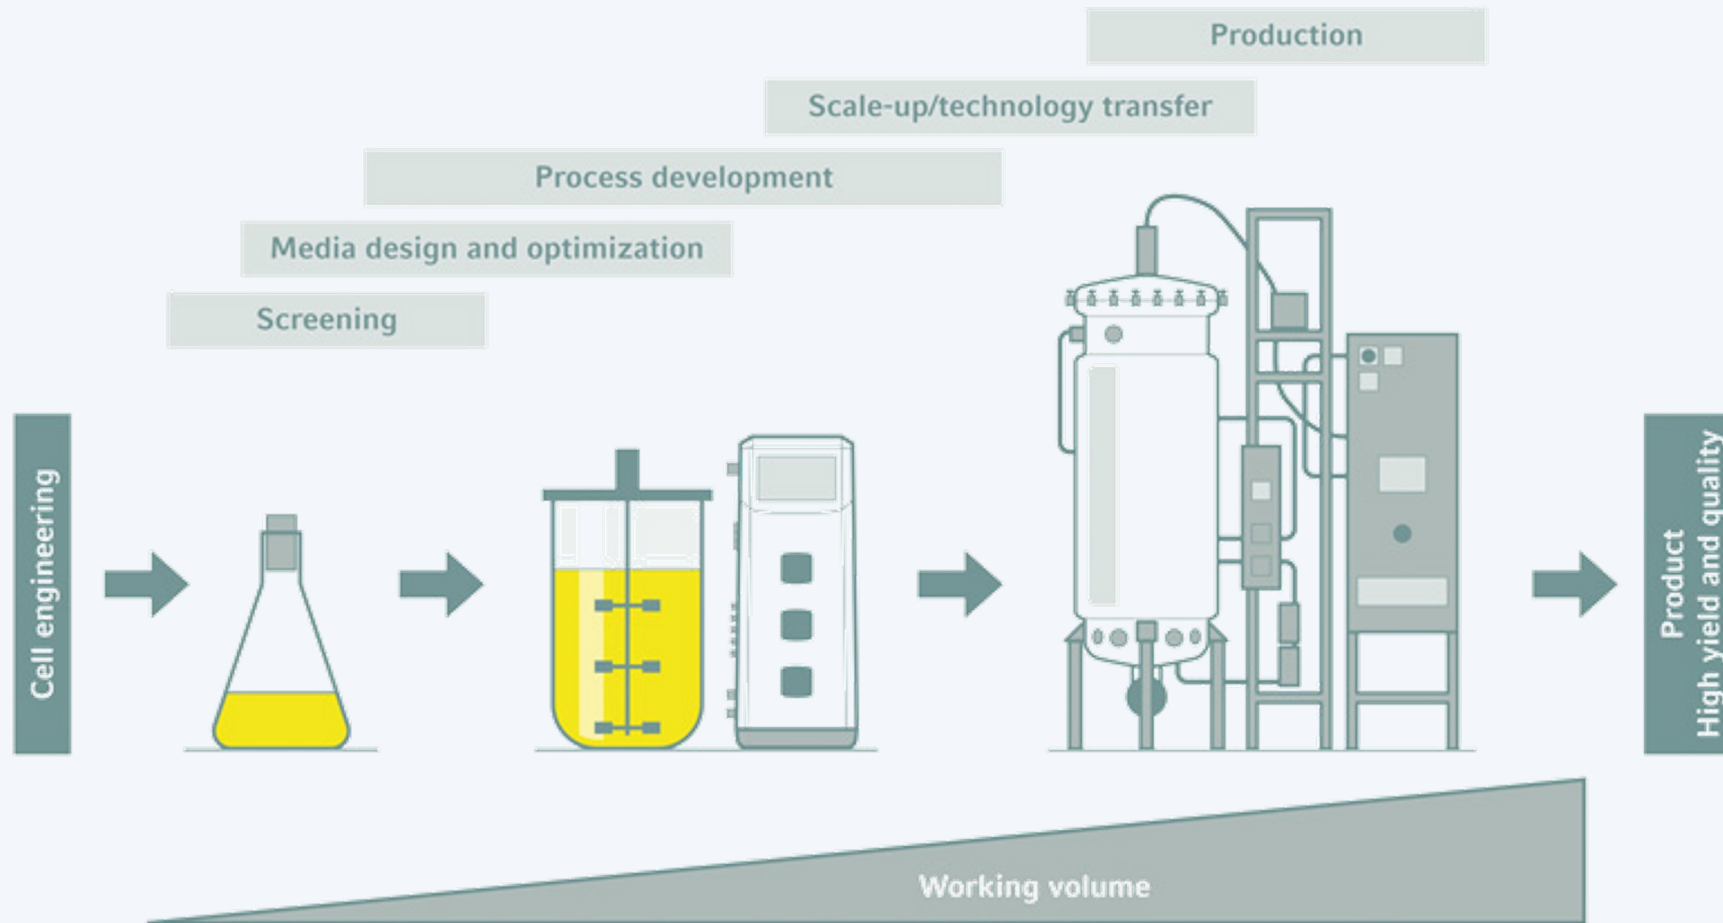 Production
Scale-up/technology transfer
Process development
Media design and optimization
Screening
Cell engineering
Product
High yield and quality
Working volume